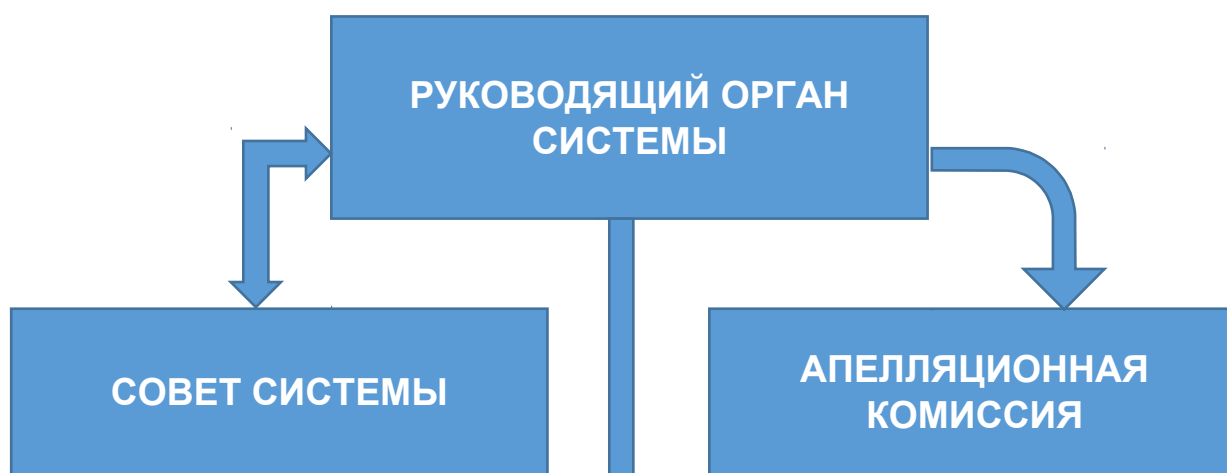 РУКОВОДЯЩИЙ ОРГАН
СИСТЕМЫ
СОВЕТ СИСТЕМЫ
АПЕЛЛЯЦИОННАЯ
КОМИССИЯ